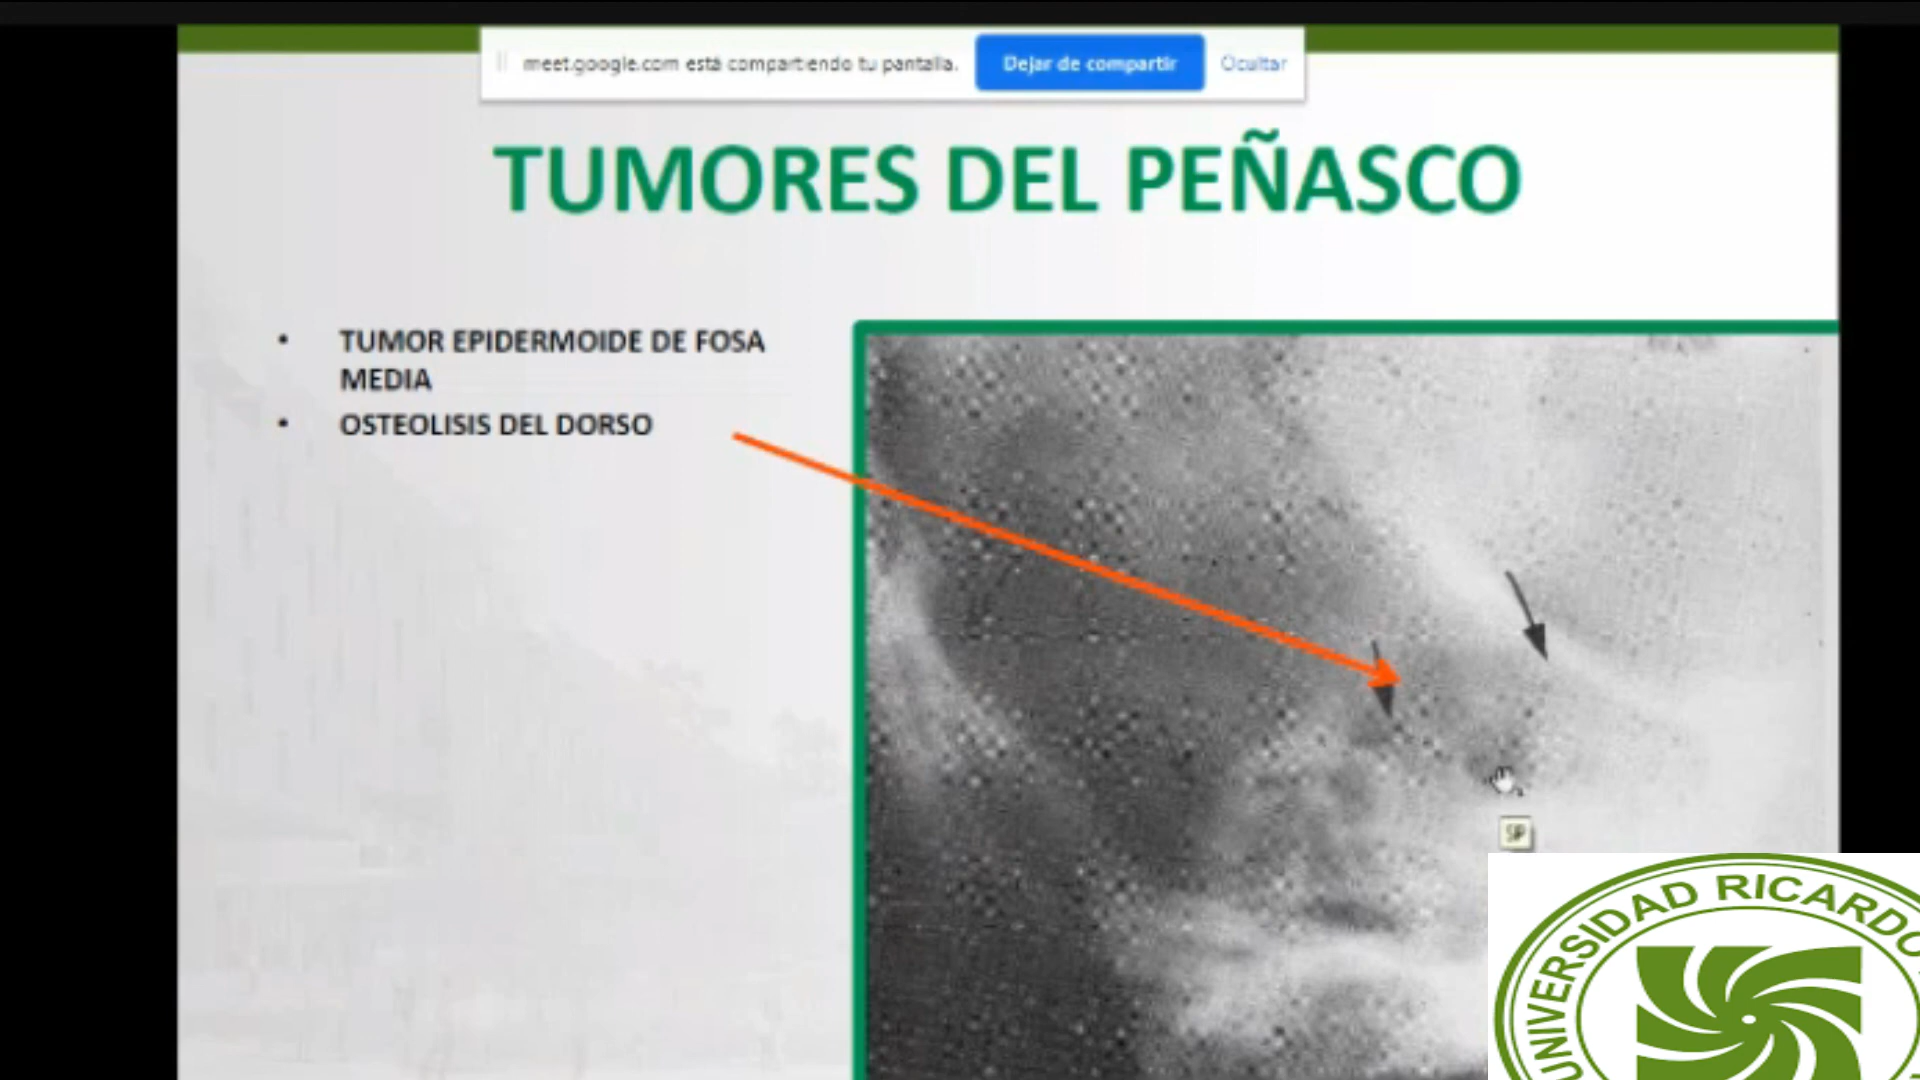 meet.google.com está compartiendo tu pantalla.
Dejar de compartir
Ocultar
TUMORES DEL PEÑASCO
• TUMOR EPIDERMOIDE DE FOSA
MEDIA
• OSTEOLISIS DEL DORSO
UNIVERSIDAD RICARDO